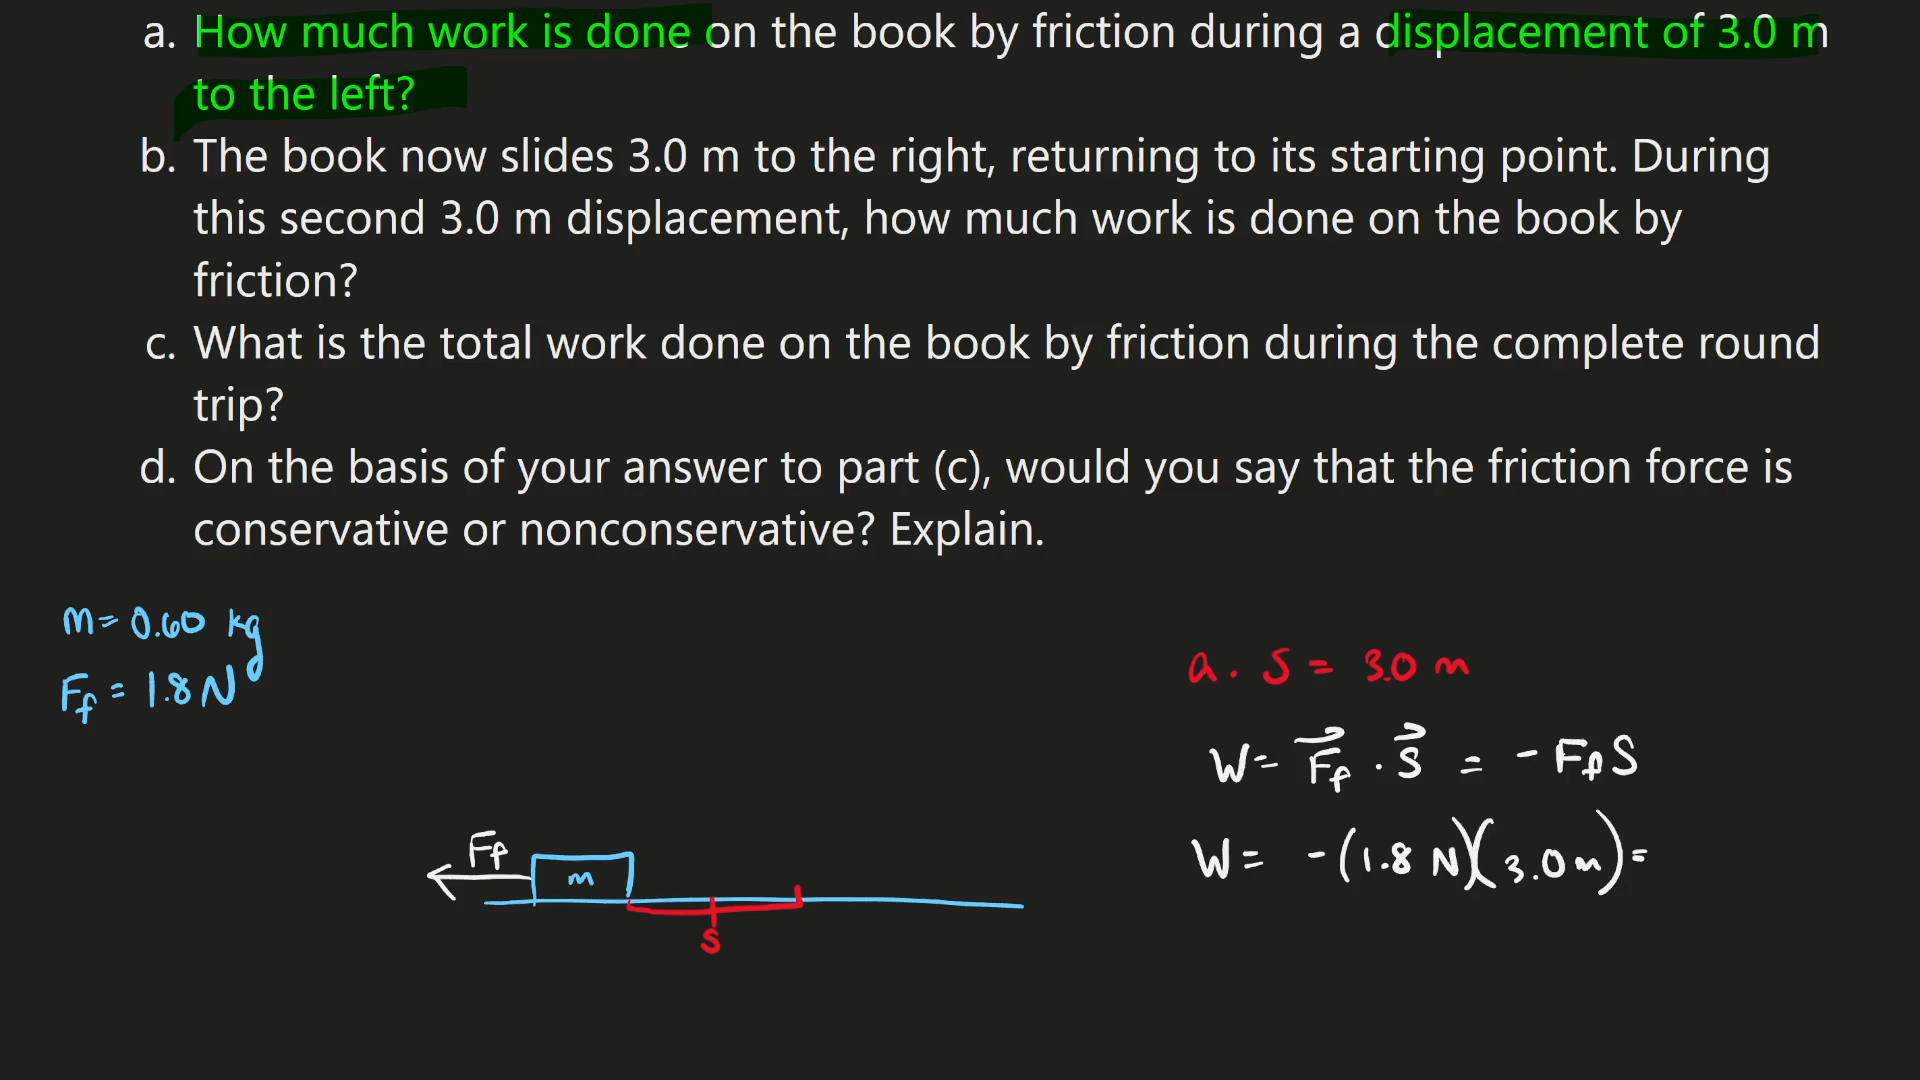 a. How much work is done on the book by friction during a displacement of 3.0 m
to the left?
b. The book now slides 3.0 m to the right, returning to its starting point. During
this second 3.0 m displacement, how much work is done on the book by
friction?
c. What is the total work done on the book by friction during the complete round
trip?
d. On the basis of your answer to part (c), would you say that the friction force is
conservative or nonconservative? Explain.
m = 0.60 kg
F_f = 1.8 N
a. S = 3.0 m
W = F⃗_f · S⃗ = - F_f S
W = -(1.8 N)(3.0 m) =
F_f
m
S